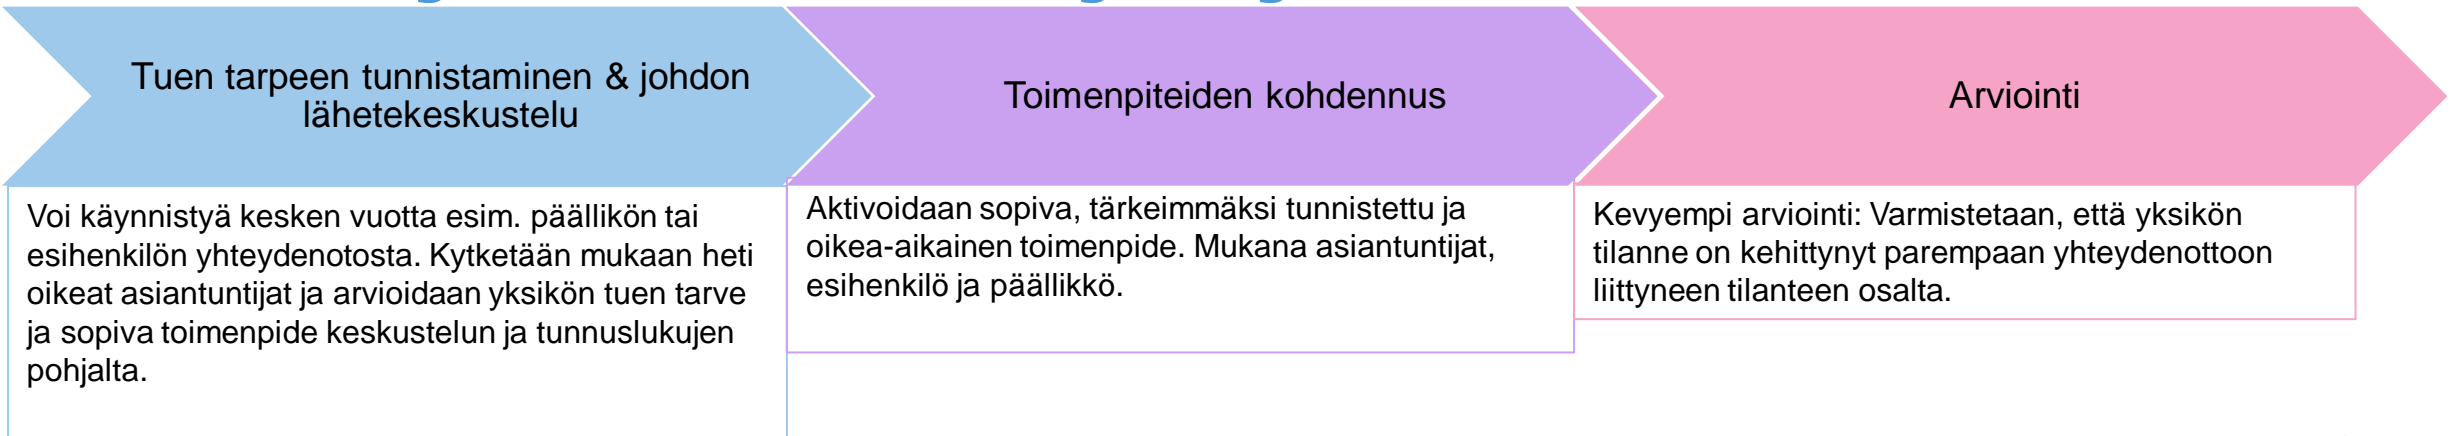 Tuen tarpeen tunnistaminen & johdon
lähetekeskustelu
Toimenpiteiden kohdennus
Arviointi
Voi käynnistyä kesken vuotta esim. päällikön tai
esihenkilön yhteydenotosta. Kytketään mukaan heti
oikeat asiantuntijat ja arvioidaan yksikön tuen tarve
ja sopiva toimenpide keskustelun ja tunnuslukujen
pohjalta.
Aktivoidaan sopiva, tärkeimmäksi tunnistettu ja
oikea-aikainen toimenpide. Mukana asiantuntijat,
esihenkilö ja päällikkö.
Kevyempi arviointi: Varmistetaan, että yksikön
tilanne on kehittynyt parempaan yhteydenottoon
liittyneen tilanteen osalta.